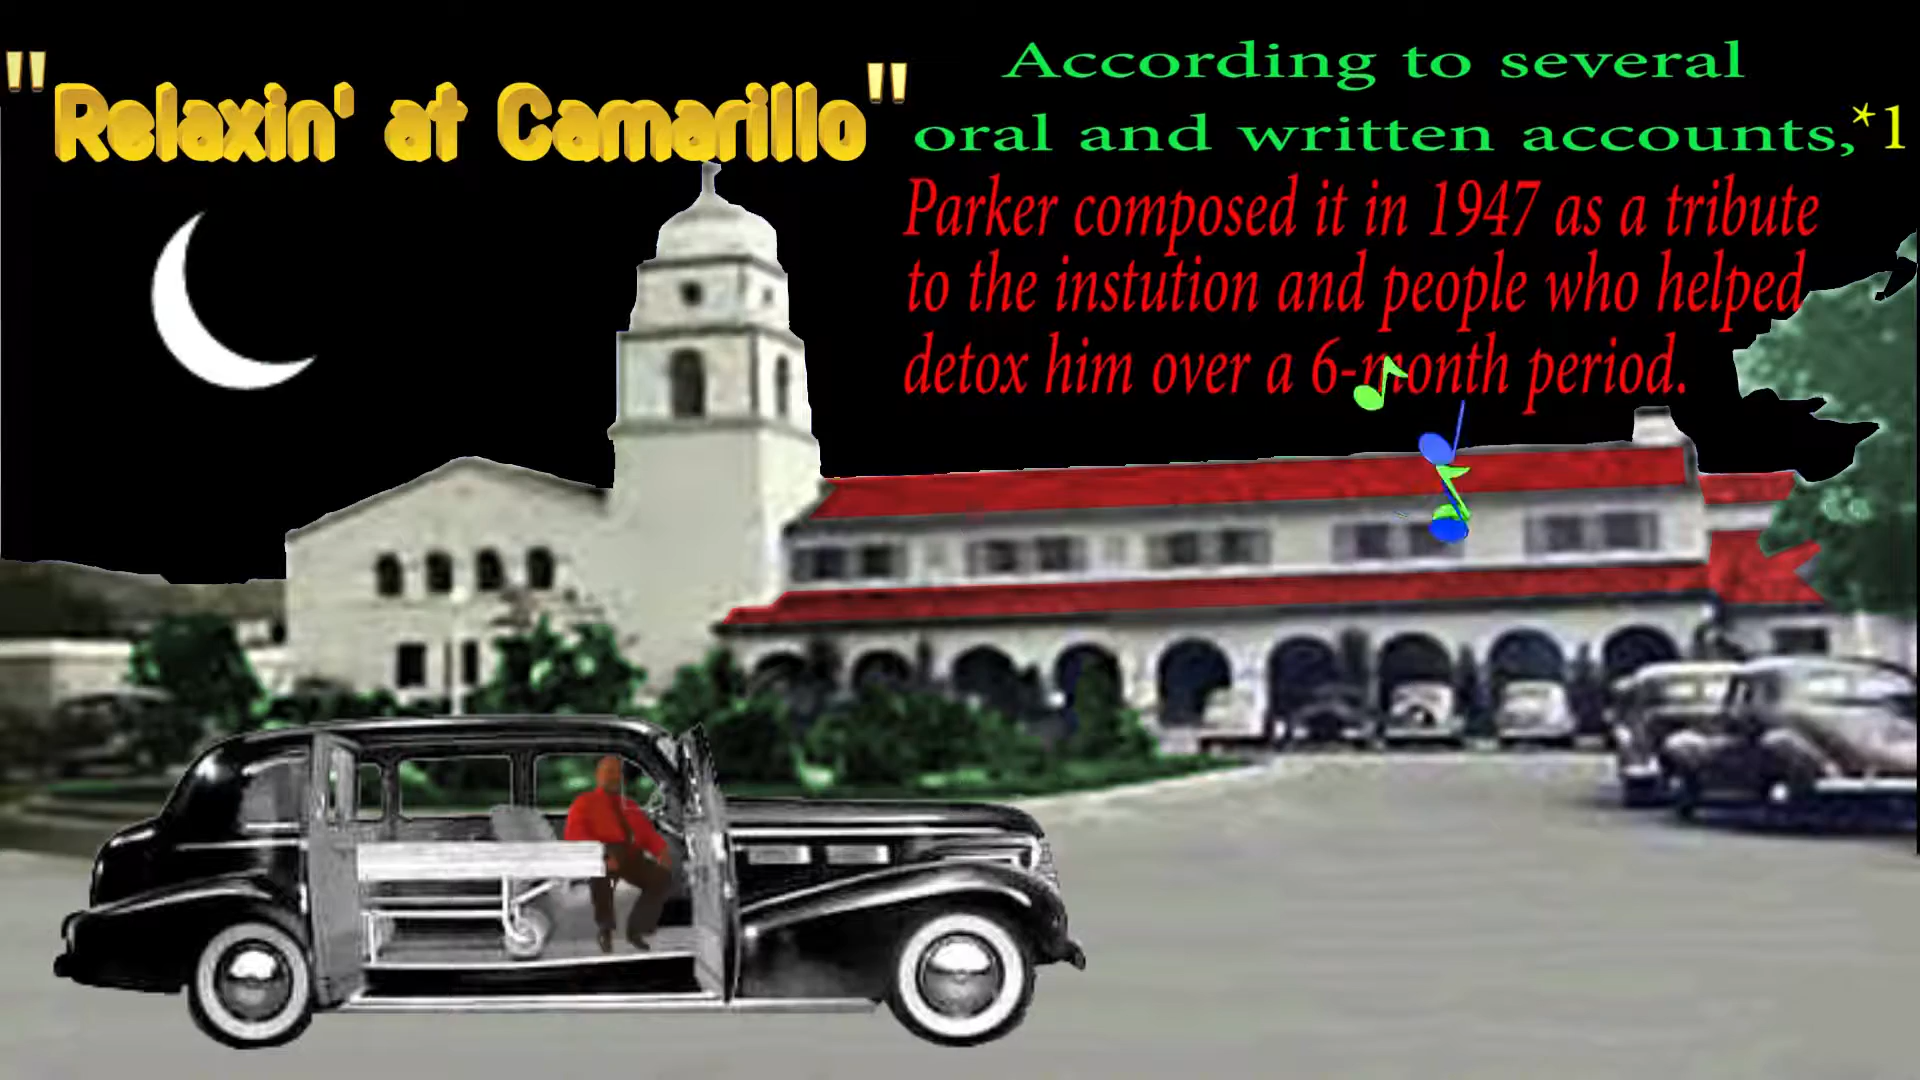 "Relaxin' at Camarillo"
According to several
oral and written accounts,*1
Parker composed it in 1947 as a tribute
to the instution and people who helped
detox him over a 6-month period.